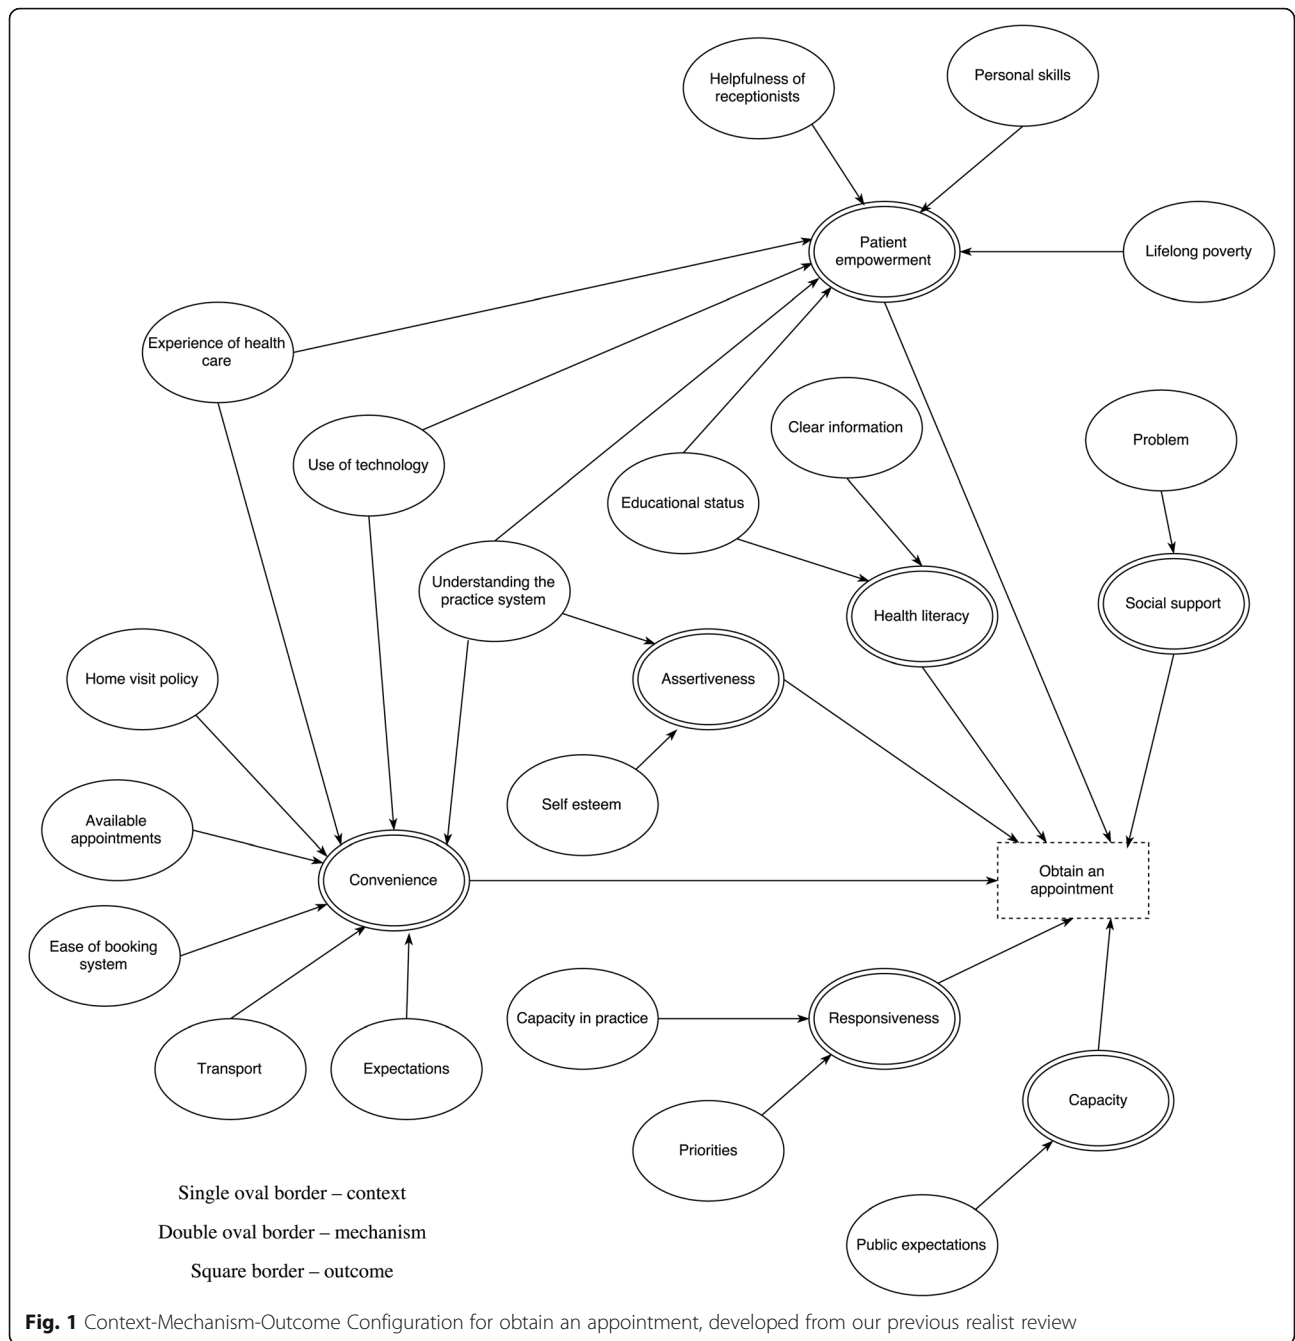 Helpfulness of
receptionists
Personal skills
Patient
empowerment
Lifelong poverty
Experience of health
care
Clear information
Problem
Use of technology
Educational status
Understanding the
practice system
Health literacy
Social support
Home visit policy
Assertiveness
Self esteem
Available
appointments
Convenience
Obtain an
appointment
Ease of booking
system
Capacity in practice
Responsiveness
Transport
Expectations
Capacity
Priorities
Single oval border – context
Double oval border – mechanism
Public expectations
Square border – outcome
Fig. 1 Context-Mechanism-Outcome Configuration for obtain an appointment, developed from our previous realist review